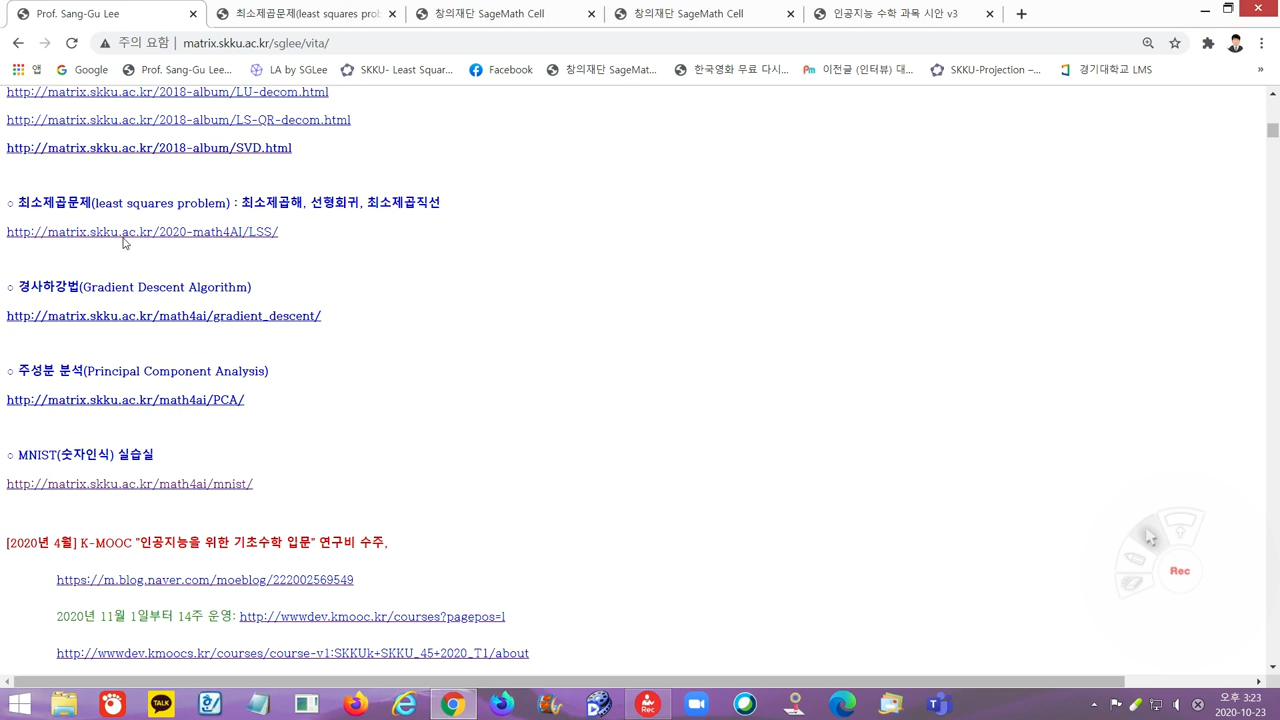 Prof. Sang-Gu Lee
최소제곱문제(least squares prob
창의재단 SageMath Cell
창의재단 SageMath Cell
인공지능 수학 과목 시안 v3
주의 요함 | matrix.skku.ac.kr/sglee/vita/
앱
Google
Prof. Sang-Gu Lee...
LA by SGLee
SKKU- Least Squar...
Facebook
창의재단 SageMat...
한국영화 무료 다시...
이전글 (인터뷰) 대...
SKKU-Projection –...
경기대학교 LMS
http://matrix.skku.ac.kr/2018-album/LU-decom.html
http://matrix.skku.ac.kr/2018-album/LS-QR-decom.html
http://matrix.skku.ac.kr/2018-album/SVD.html
○ 최소제곱문제(least squares problem) : 최소제곱해, 선형회귀, 최소제곱직선
http://matrix.skku.ac.kr/2020-math4AI/LSS/
○ 경사하강법(Gradient Descent Algorithm)
http://matrix.skku.ac.kr/math4ai/gradient_descent/
○ 주성분 분석(Principal Component Analysis)
http://matrix.skku.ac.kr/math4ai/PCA/
○ MNIST(숫자인식) 실습실
http://matrix.skku.ac.kr/math4ai/mnist/
[2020년 4월] K-MOOC "인공지능을 위한 기초수학 입문" 연구비 수주,
https://m.blog.naver.com/moeblog/222002569549
2020년 11월 1일부터 14주 운영: http://wwwdev.kmooc.kr/courses?pagepos=1
http://wwwdev.kmoocs.kr/courses/course-v1:SKKUk+SKKU_45+2020_T1/about
Rec
TALK
Rec
오후 3:23
2020-10-23